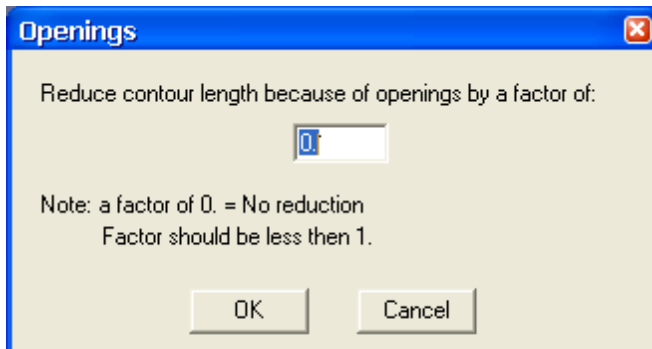 Openings
Reduce contour length because of openings by a factor of:
0.
Note: a factor of 0. = No reduction
Factor should be less then 1.
OK Cancel